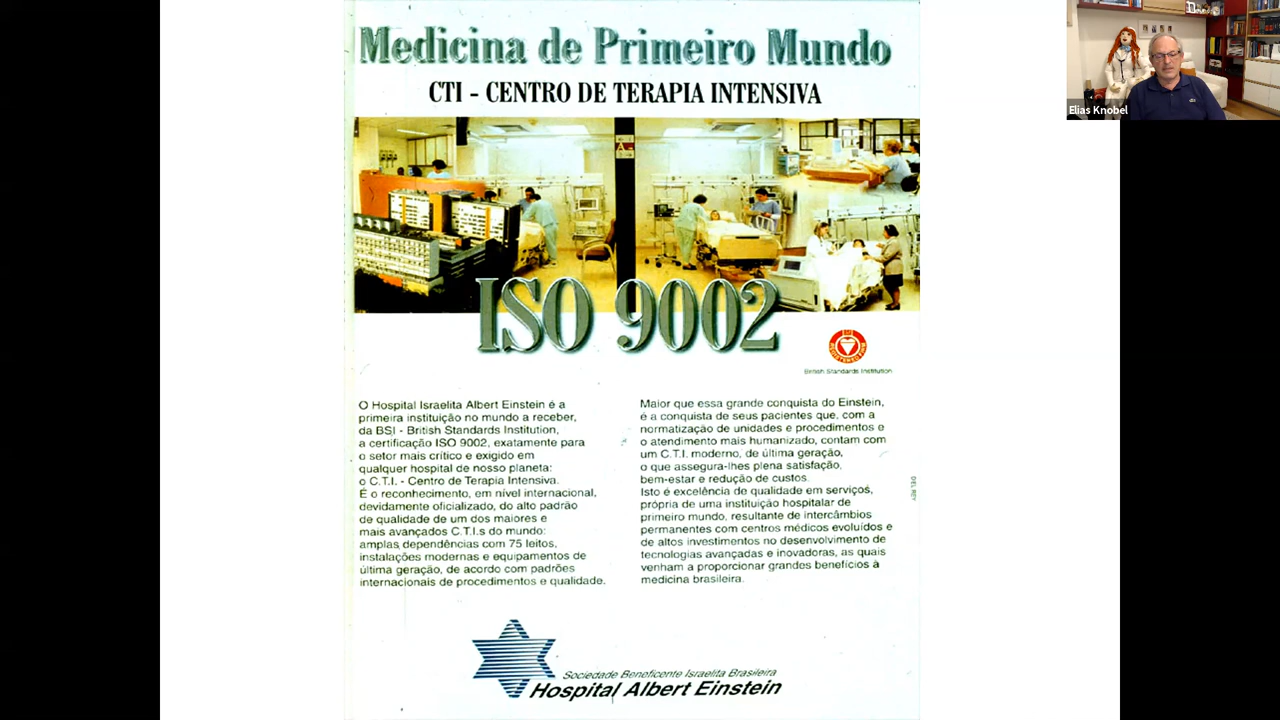 Medicina de Primeiro Mundo
CTI - CENTRO DE TERAPIA INTENSIVA
Elias Knobel
ISO 9002
British Standards Institution
O Hospital Israelita Albert Einstein é a
primeira instituição no mundo a receber,
da BSI - British Standards Institution,
a certificação ISO 9002, exatamente para
o setor mais crítico e exigido em
qualquer hospital de nosso planeta:
o C.T.I. - Centro de Terapia Intensiva.
É o reconhecimento, em nível internacional,
devidamente oficializado, do alto padrão
de qualidade de um dos maiores e
mais avançados C.T.I.s do mundo:
amplas dependências com 75 leitos,
instalações modernas e equipamentos de
última geração, de acordo com padrões
internacionais de procedimentos e qualidade.
Maior que essa grande conquista do Einstein,
é a conquista de seus pacientes que, com a
normatização de unidades e procedimentos e
o atendimento mais humanizado, contam com
um C.T.I. moderno, de última geração,
o que assegura-lhes plena satisfação,
bem-estar e redução de custos.
Isto é excelência de qualidade em serviços,
própria de uma instituição hospitalar de
primeiro mundo, resultante de intercâmbios
permanentes com centros médicos evoluídos e
de altos investimentos no desenvolvimento de
tecnologias avançadas e inovadoras, as quais
venham a proporcionar grandes benefícios à
medicina brasileira.
DEL REY
Sociedade Beneficente Israelita Brasileira
Hospital Albert Einstein